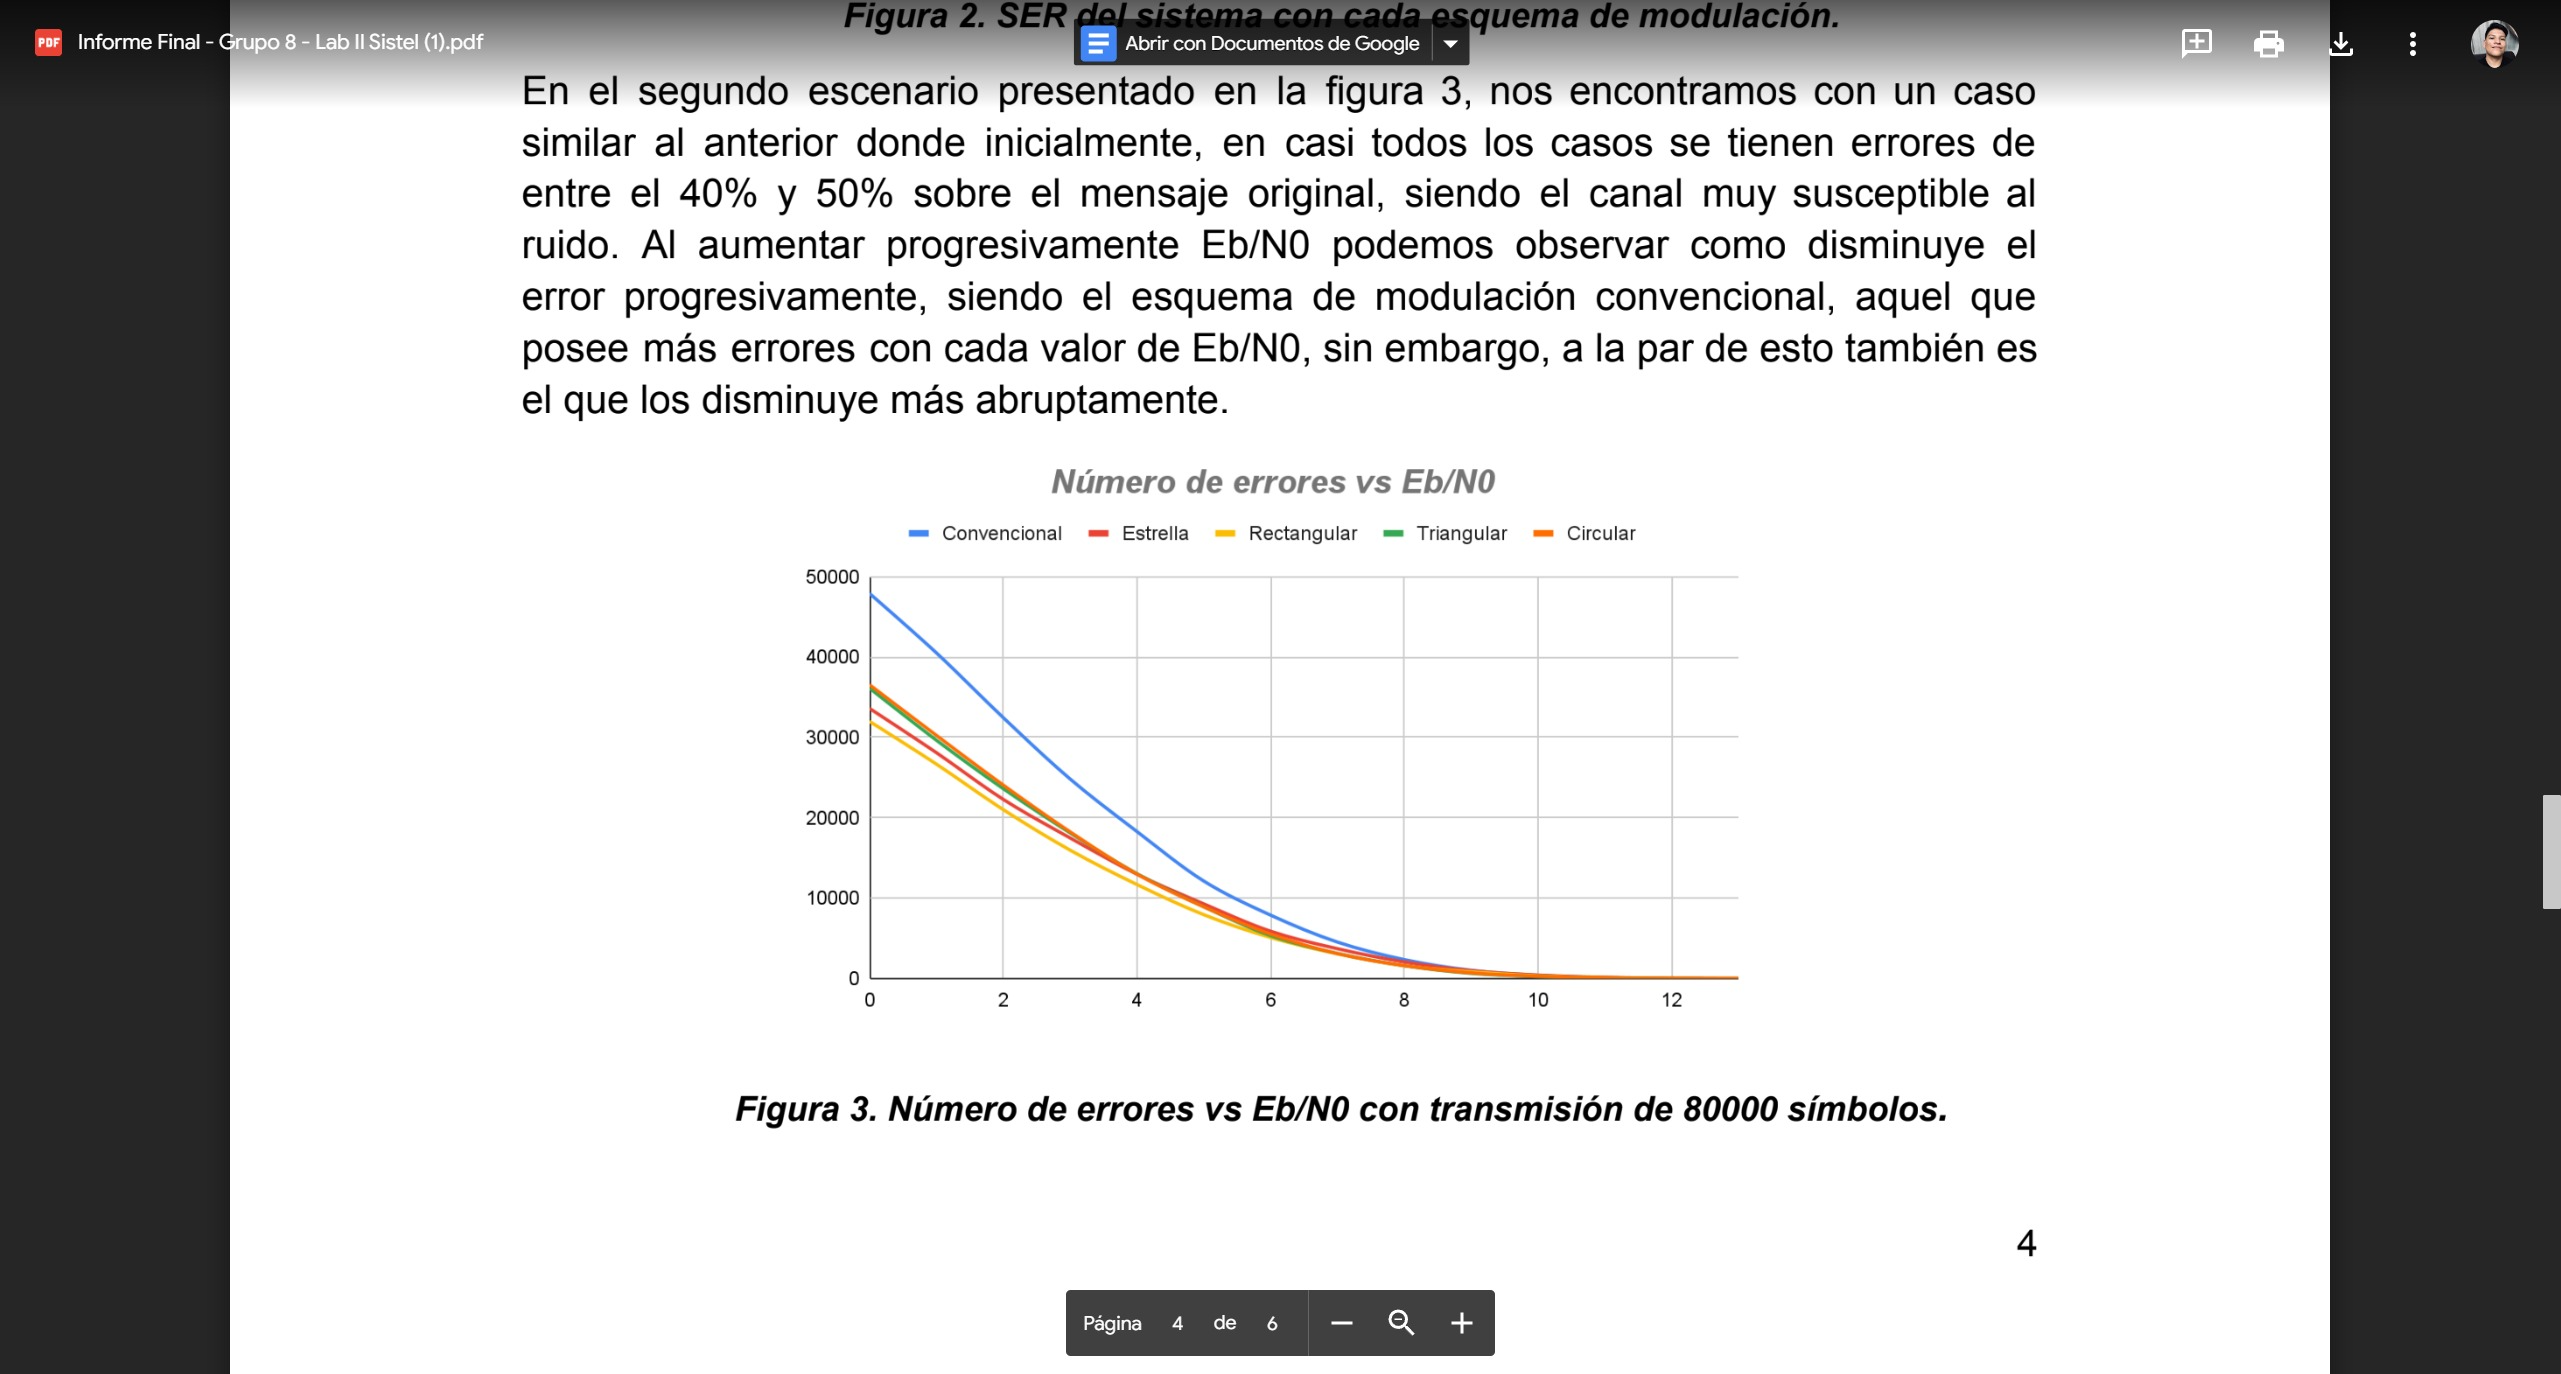 Figura 2. SER del sistema con cada esquema de modulación.
Informe Final - Grupo 8 - Lab II Sistel (1).pdf
Abrir con Documentos de Google
En el segundo escenario presentado en la figura 3, nos encontramos con un caso
similar al anterior donde inicialmente, en casi todos los casos se tienen errores de
entre el 40% y 50% sobre el mensaje original, siendo el canal muy susceptible al
ruido. Al aumentar progresivamente Eb/N0 podemos observar como disminuye el
error progresivamente, siendo el esquema de modulación convencional, aquel que
posee más errores con cada valor de Eb/N0, sin embargo, a la par de esto también es
el que los disminuye más abruptamente.
Número de errores vs Eb/N0
Convencional Estrella Rectangular Triangular Circular
50000
40000
30000
20000
10000
0
0 2 4 6 8 10 12
Figura 3. Número de errores vs Eb/N0 con transmisión de 80000 símbolos.
4
Página 4 de 6